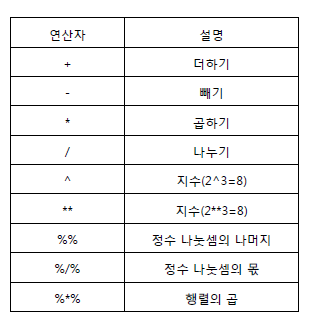 연산자 설명
+ 더하기
- 빼기
* 곱하기
/ 나누기
^ 지수(2^3=8)
** 지수(2**3=8)
%% 정수 나눗셈의 나머지
%/% 정수 나눗셈의 몫
%*% 행렬의 곱